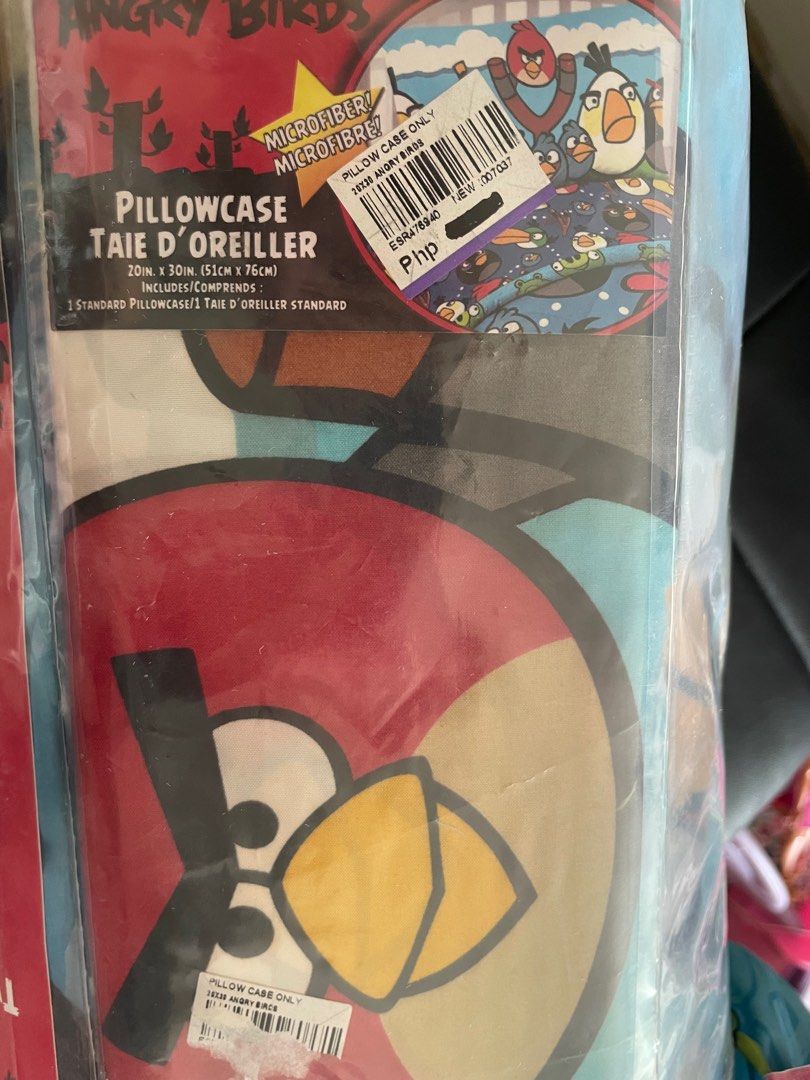 ANGRY BIRDS
MICROFIBER!
MICROFIBRE!
PILLOWCASE
TAIE D'OREILLER
20IN. X 30IN. (51CM X 76CM)
INCLUDES/COMPRENDS :
1 STANDARD PILLOWCASE/1 TAIE D'OREILLER STANDARD
PILLOW CASE ONLY
20X30 ANGRY BIRDS
ESR476940 NEW :007037
Php
PILLOW CASE ONLY
20X30 ANGRY BIRDS